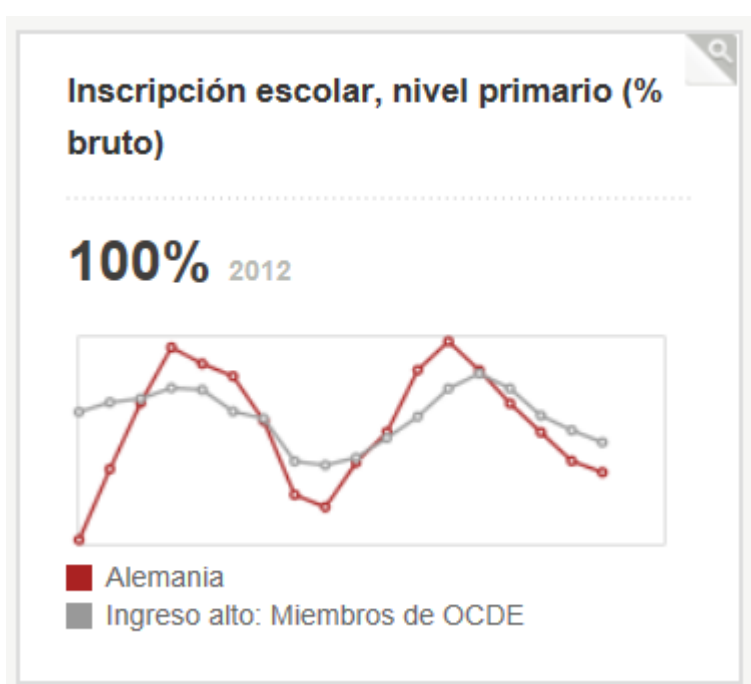 Inscripción escolar, nivel primario (%
bruto)
100% 2012
Alemania
Ingreso alto: Miembros de OCDE